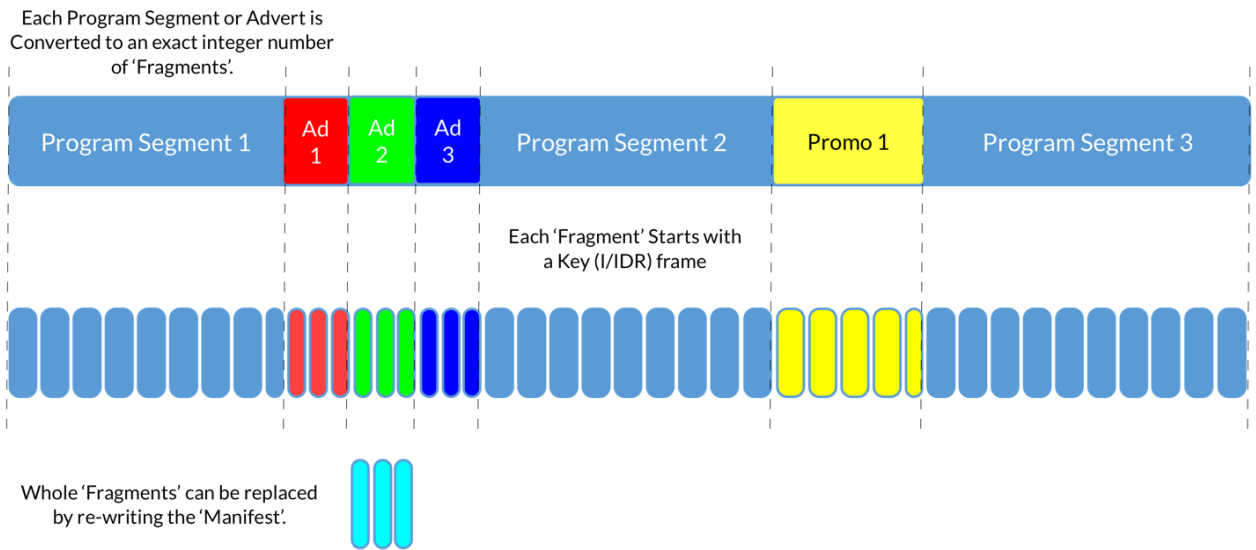 Each Program Segment or Advert is
Converted to an exact integer number
of ‘Fragments’.
Program Segment 1
Ad
1
Ad
2
Ad
3
Program Segment 2
Promo 1
Program Segment 3
Each ‘Fragment’ Starts with
a Key (I/IDR) frame
Whole ‘Fragments’ can be replaced
by re-writing the ‘Manifest’.